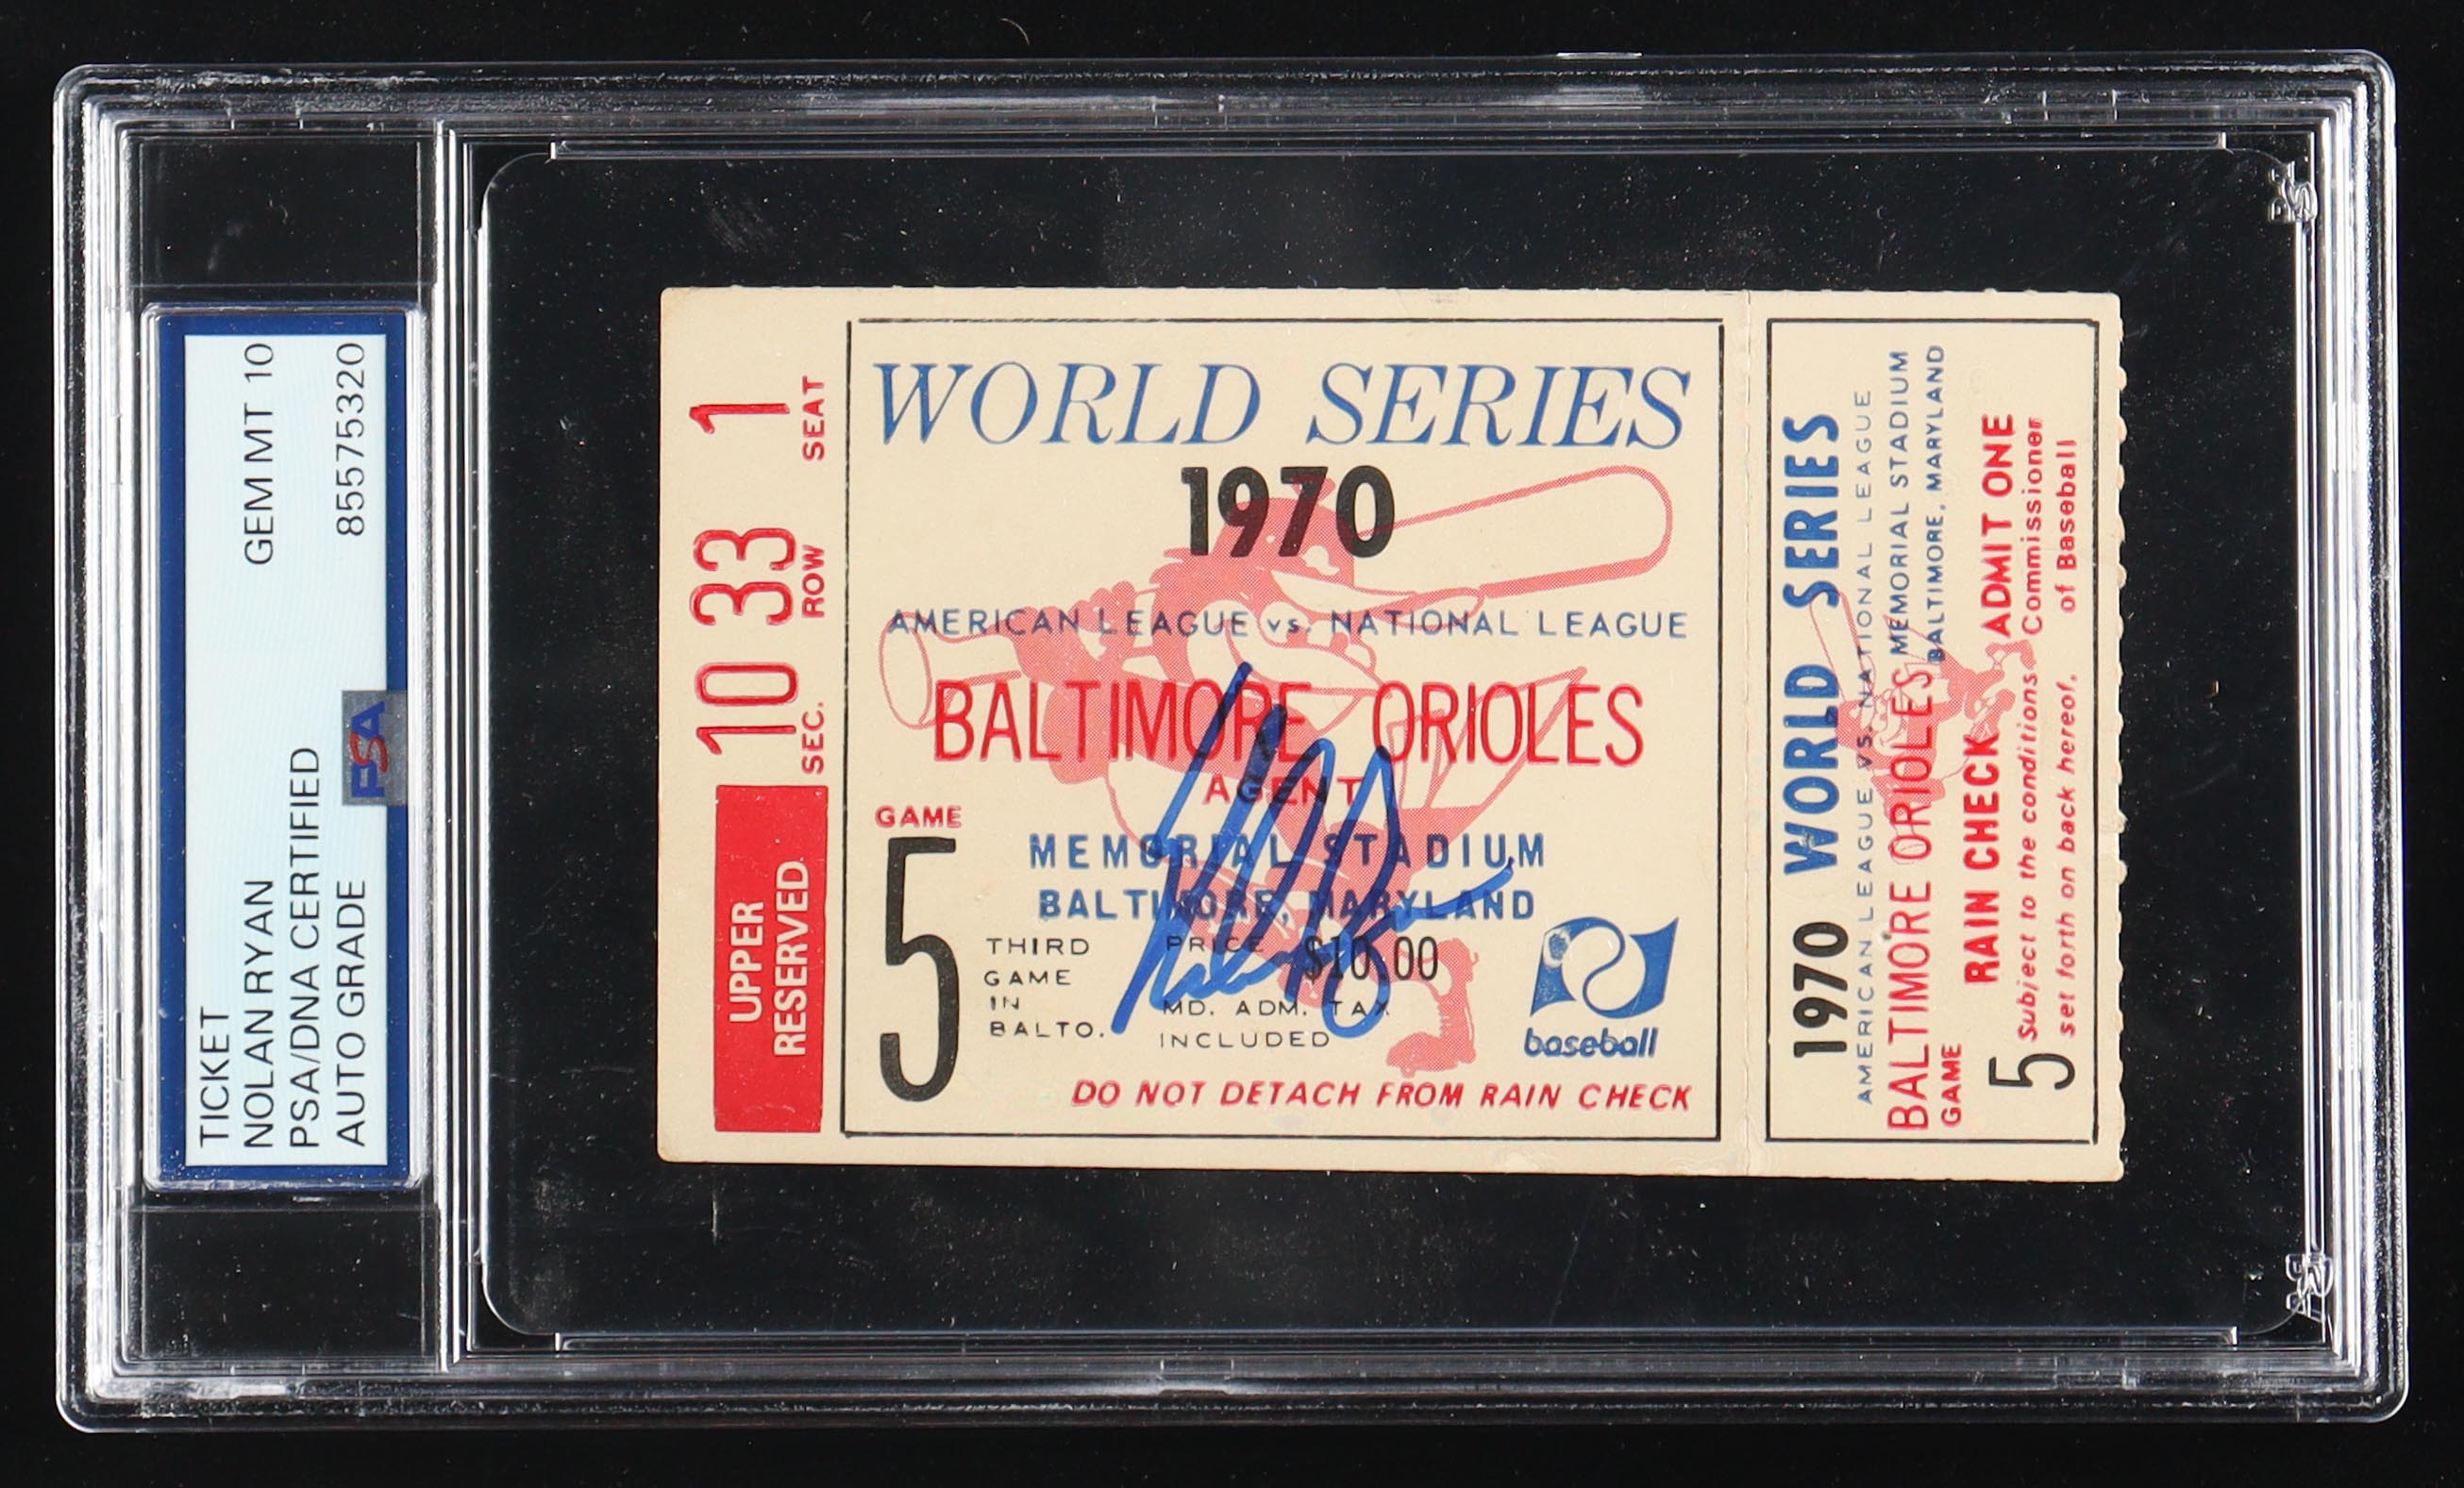 TICKET GEM MT 10
NOLAN RYAN
PSA/DNA CERTIFIED
AUTO GRADE 85575320
PSA
UPPER
RESERVED
10 33 1
SEC. ROW SEAT
WORLD SERIES
1970
AMERICAN LEAGUE vs. NATIONAL LEAGUE
BALTIMORE ORIOLES
AGENT
MEMORIAL STADIUM
BALTIMORE, MARYLAND
GAME
5
THIRD
GAME
IN
BALTO.
PRICE $10.00
MD. ADM. TAX
INCLUDED
baseball
DO NOT DETACH FROM RAIN CHECK
Nolan Ryan
1970 WORLD SERIES
AMERICAN LEAGUE VS. NATIONAL LEAGUE
BALTIMORE ORIOLES MEMORIAL STADIUM
BALTIMORE, MARYLAND
GAME
5
RAIN CHECK ADMIT ONE
Subject to the conditions Commissioner
set forth on back hereof. of Baseball
PSA
PSA